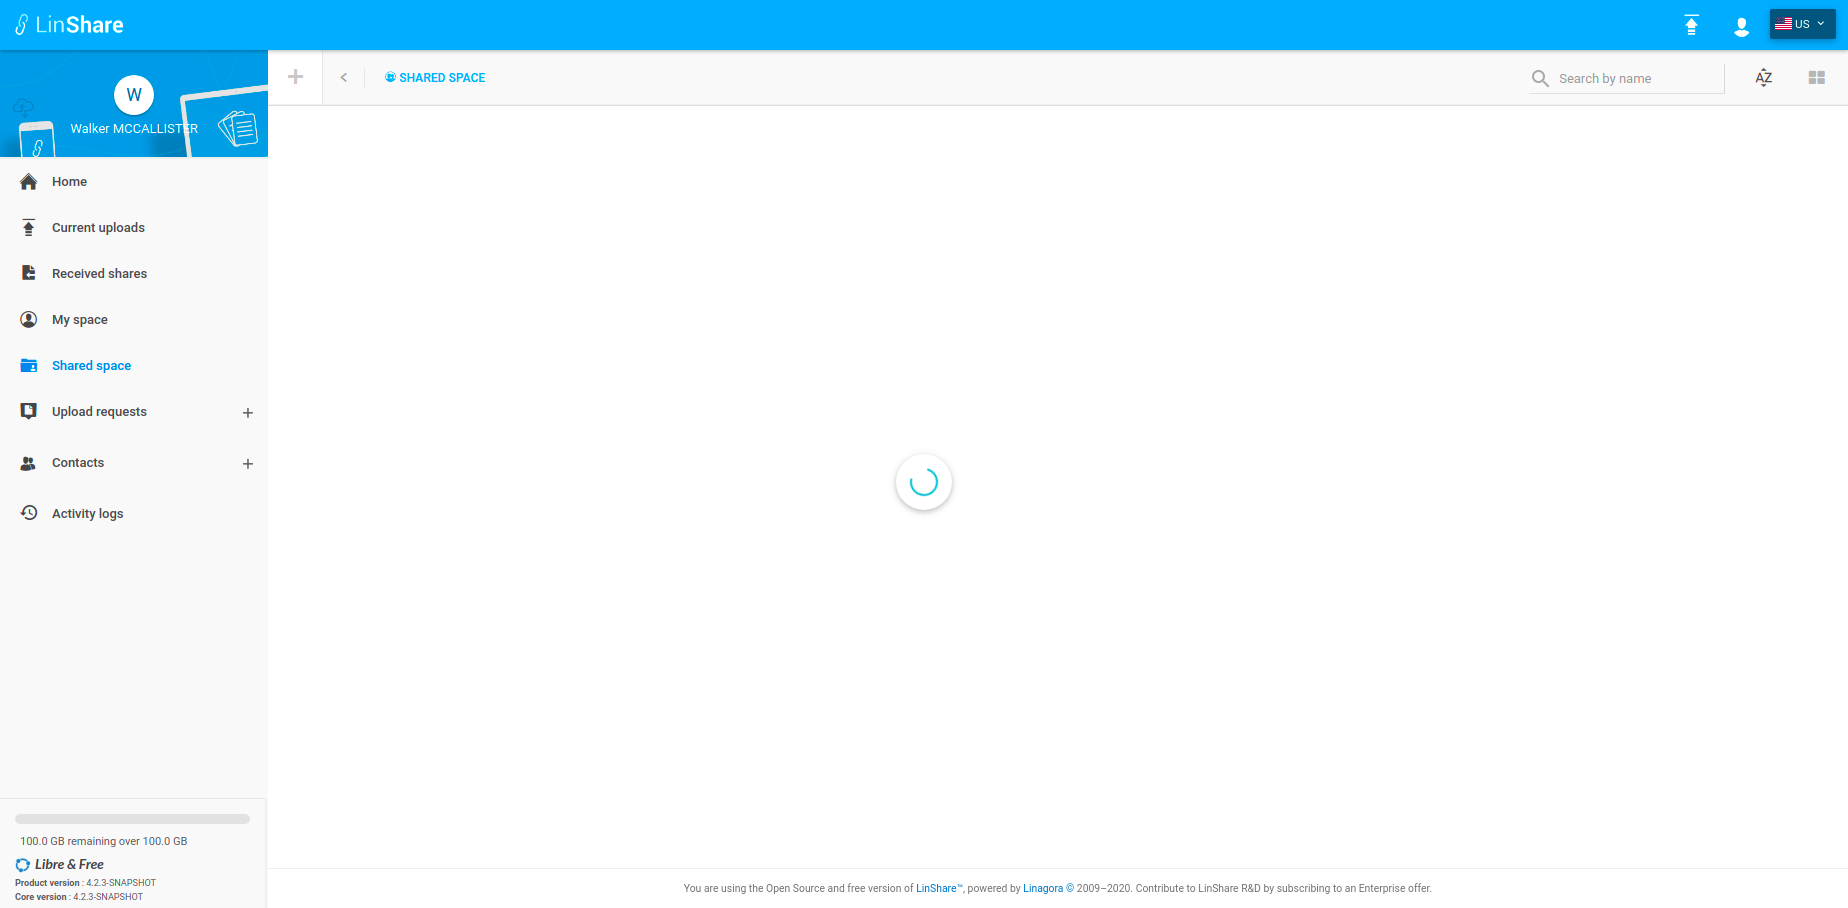 LinShare
US
W
Walker MCCALLISTER
SHARED SPACE
Search by name
AZ
Home
Current uploads
Received shares
My space
Shared space
Upload requests
Contacts
Activity logs
100.0 GB remaining over 100.0 GB
Libre & Free
Product version : 4.2.3-SNAPSHOT
Core version : 4.2.3-SNAPSHOT
You are using the Open Source and free version of LinShare™, powered by Linagora © 2009–2020. Contribute to LinShare R&D by subscribing to an Enterprise offer.